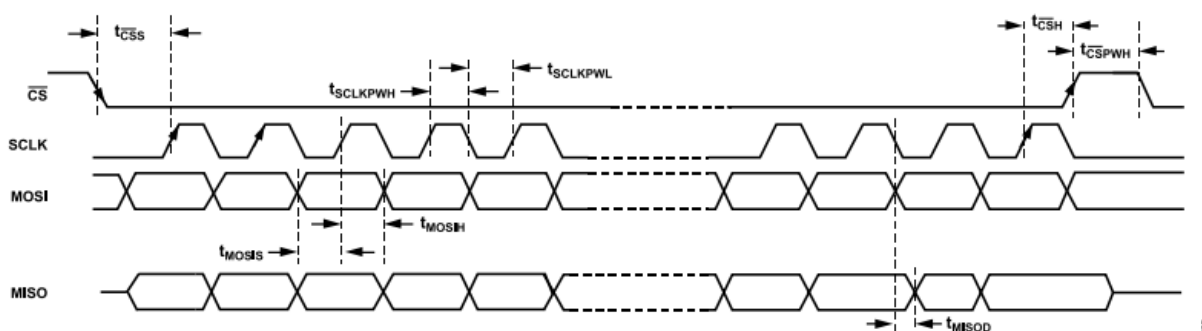 tCSS
tCSH
tCSPWH
tSCLKPWL
tSCLKPWH
CS
SCLK
MOSI
tMOSIH
tMOSIS
MISO
tMISOD